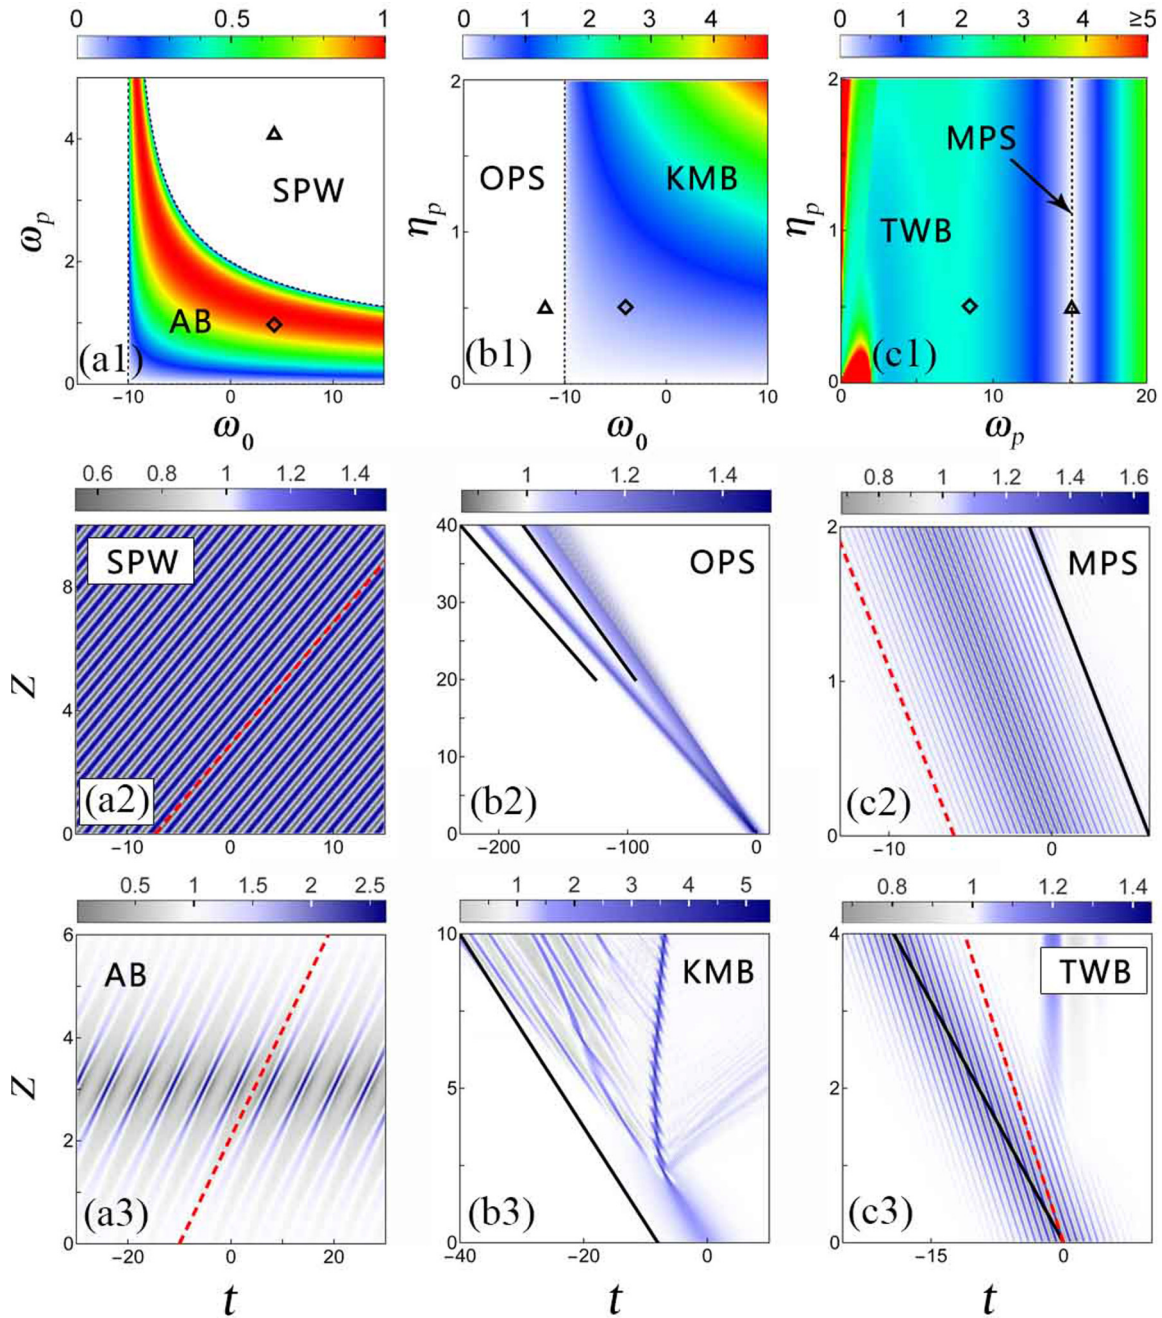 0 0.5 1
0 1 2 3 4
0 1 2 3 4 ≥5
4
2
0
ω_p
SPW
AB
(a1)
−10 0 10
ω_0
2
1
0
η_p
OPS
KMB
(b1)
−10 0 10
ω_0
2
1
0
η_p
MPS
TWB
(c1)
0 10 20
ω_p
0.6 0.8 1 1.2 1.4
1 1.2 1.4
0.8 1 1.2 1.4 1.6
8
4
0
z
SPW
(a2)
−10 0 10
40
30
20
10
0
OPS
(b2)
−200 −100 0
2
1
0
MPS
(c2)
−10 0
0.5 1 1.5 2 2.5
1 2 3 4 5
0.8 1 1.2 1.4
6
4
2
0
z
AB
(a3)
−20 0 20
t
10
5
0
KMB
(b3)
−40 −20 0
t
4
2
0
TWB
(c3)
−15 0
t